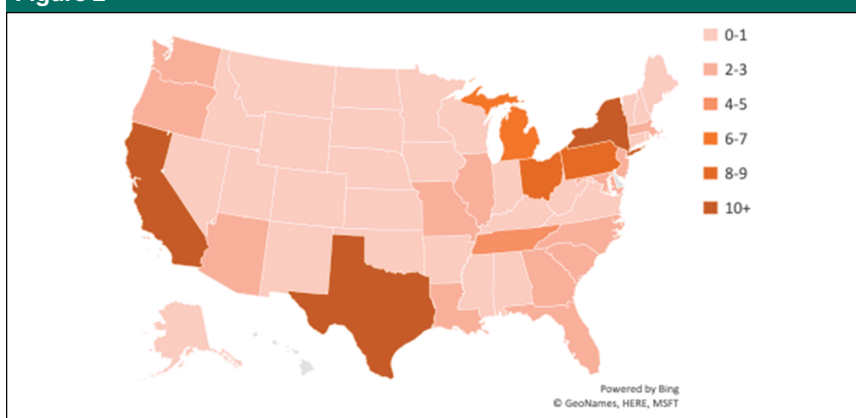 Figure 2
0-1
2-3
4-5
6-7
8-9
10+
Powered by Bing
© GeoNames, HERE, MSFT